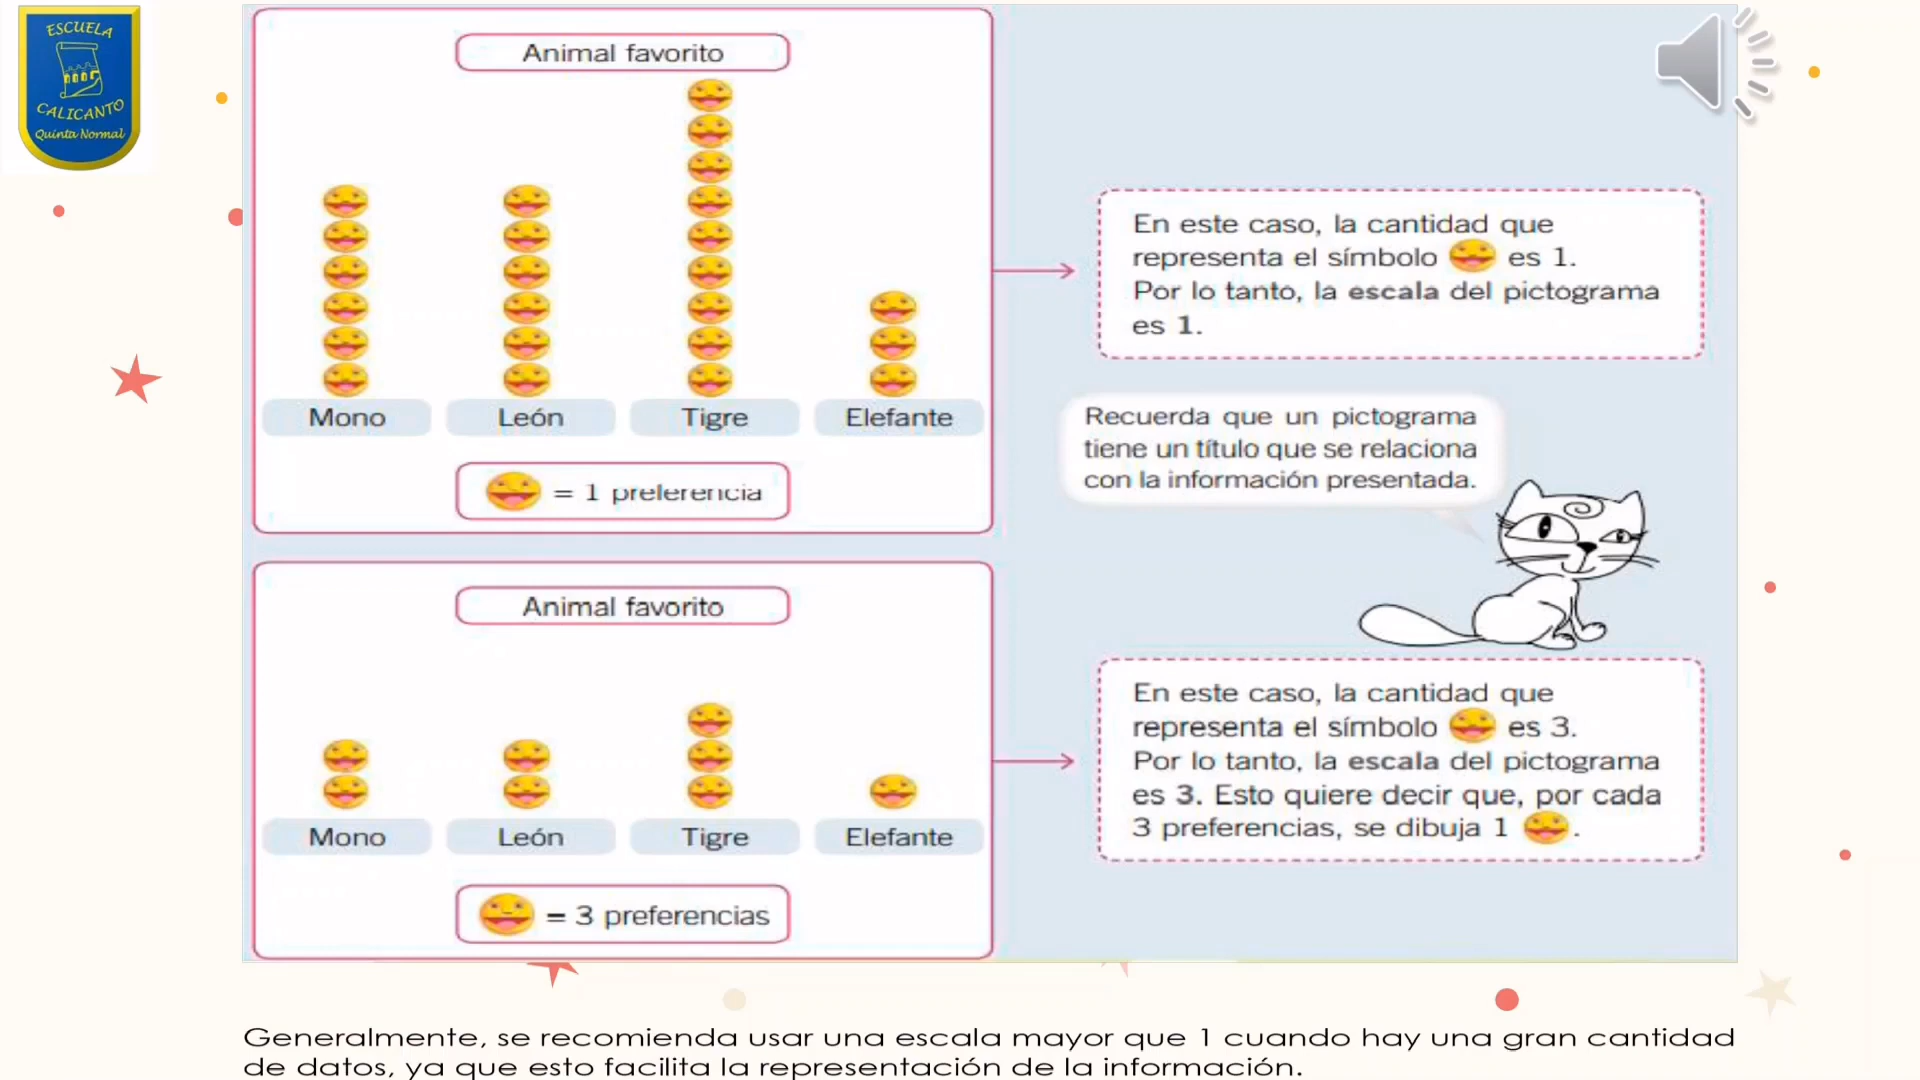 ESCUELA
CALICANTO
Quinta Normal
Animal favorito
Mono León Tigre Elefante
= 1 preferencia
En este caso, la cantidad que
representa el símbolo es 1.
Por lo tanto, la escala del pictograma
es 1.
Recuerda que un pictograma
tiene un título que se relaciona
con la información presentada.
Animal favorito
Mono León Tigre Elefante
= 3 preferencias
En este caso, la cantidad que
representa el símbolo es 3.
Por lo tanto, la escala del pictograma
es 3. Esto quiere decir que, por cada
3 preferencias, se dibuja 1 .
Generalmente, se recomienda usar una escala mayor que 1 cuando hay una gran cantidad
de datos, ya que esto facilita la representación de la información.